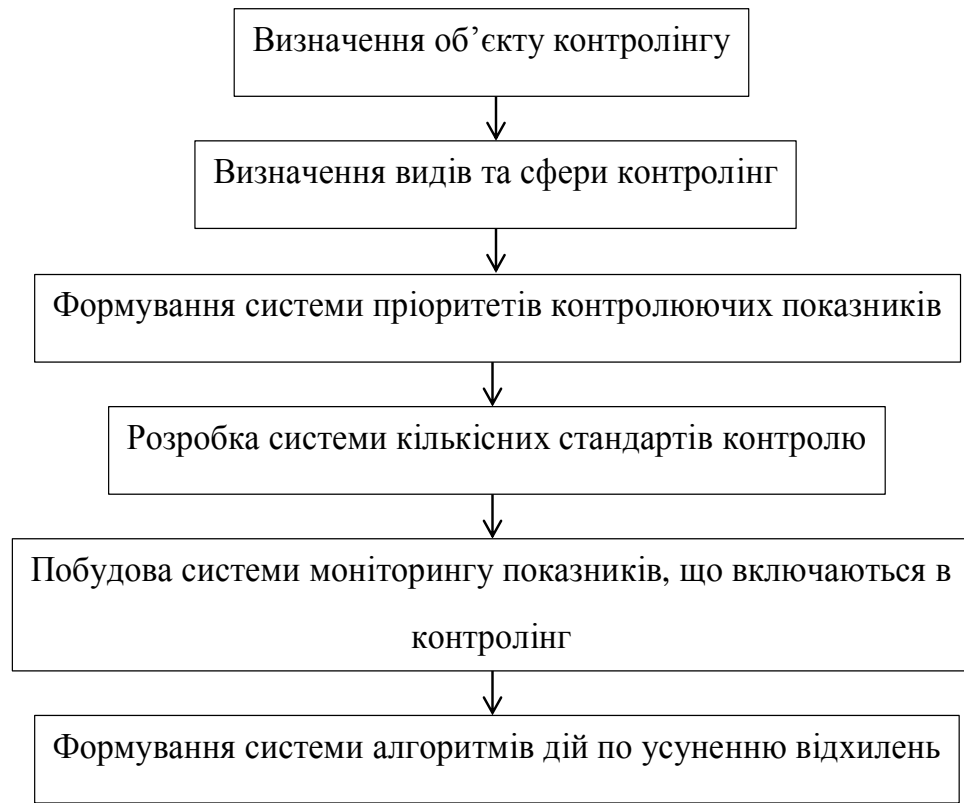 Визначення об’єкту контролінгу
Визначення видів та сфери контролінг
Формування системи пріоритетів контролюючих показників
Розробка системи кількісних стандартів контролю
Побудова системи моніторингу показників, що включаються в
контролінг
Формування системи алгоритмів дій по усуненню відхилень